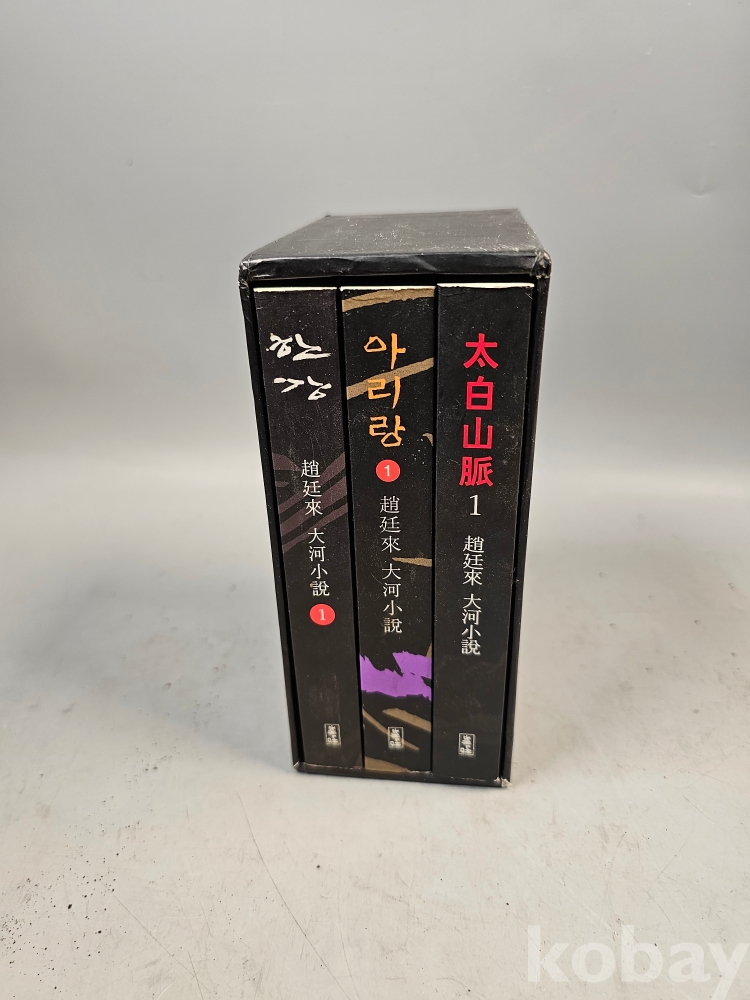 한강
趙廷來 大河小說
1
아리랑
1
趙廷來 大河小說
太白山脈
1
趙廷來 大河小說
kobay